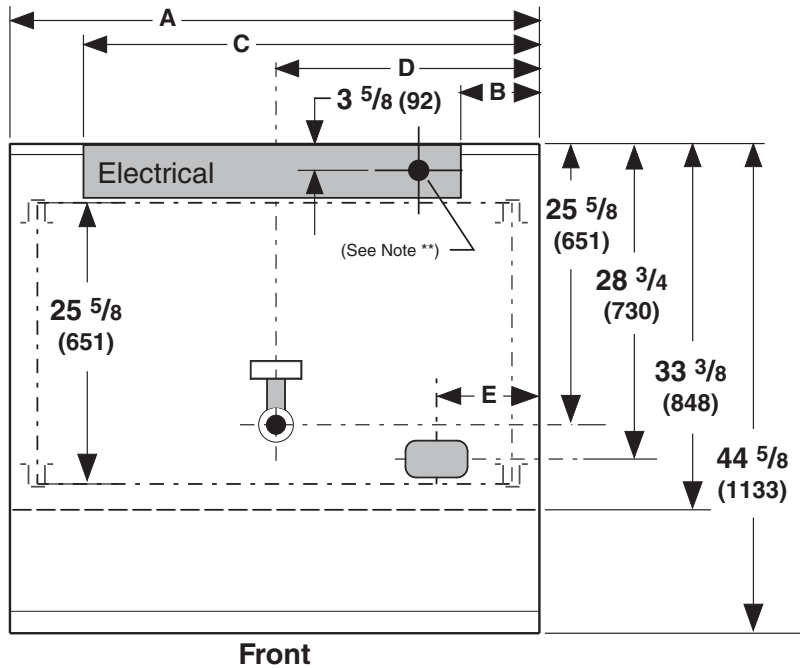 A
C
D
B
3 5/8 (92)
Electrical
(See Note **)
25 5/8
(651)
28 3/4
(730)
25 5/8
(651)
33 3/8
(848)
E
44 5/8
(1133)
Front